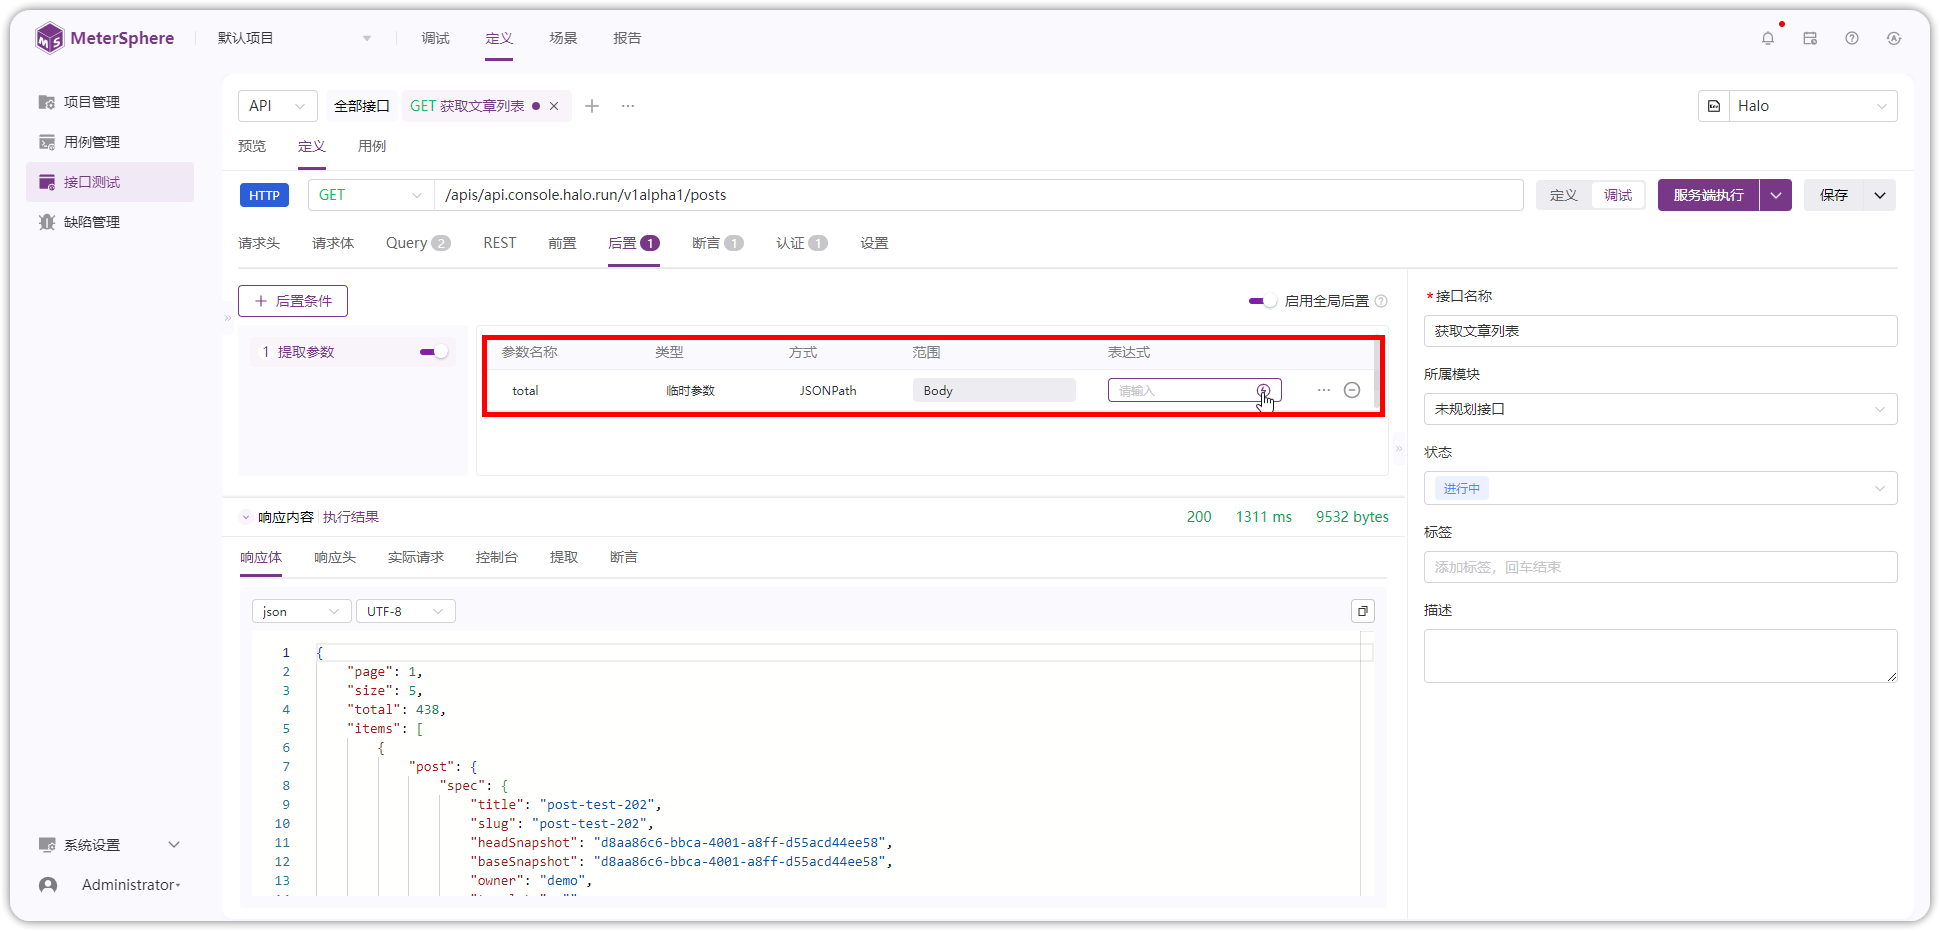 MeterSphere
默认项目
调试
定义
场景
报告
项目管理
用例管理
接口测试
缺陷管理
系统设置
Administrator
API
全部接口
GET 获取文章列表
Halo
预览
定义
用例
HTTP
GET
/apis/api.console.halo.run/v1alpha1/posts
定义
调试
服务端执行
保存
请求头
请求体
Query 2
REST
前置
后置 1
断言 1
认证 1
设置
后置条件
启用全局后置
1 提取参数
参数名称
类型
方式
范围
表达式
total
临时参数
JSONPath
Body
请输入
响应内容
执行结果
200
1311 ms
9532 bytes
响应体
响应头
实际请求
控制台
提取
断言
json
UTF-8
1 {
2 "page": 1,
3 "size": 5,
4 "total": 438,
5 "items": [
6 {
7 "post": {
8 "spec": {
9 "title": "post-test-202",
10 "slug": "post-test-202",
11 "headSnapshot": "d8aa86c6-bbca-4001-a8ff-d55acd44ee58",
12 "baseSnapshot": "d8aa86c6-bbca-4001-a8ff-d55acd44ee58",
13 "owner": "demo",
*接口名称
获取文章列表
所属模块
未规划接口
状态
进行中
标签
添加标签，回车结束
描述